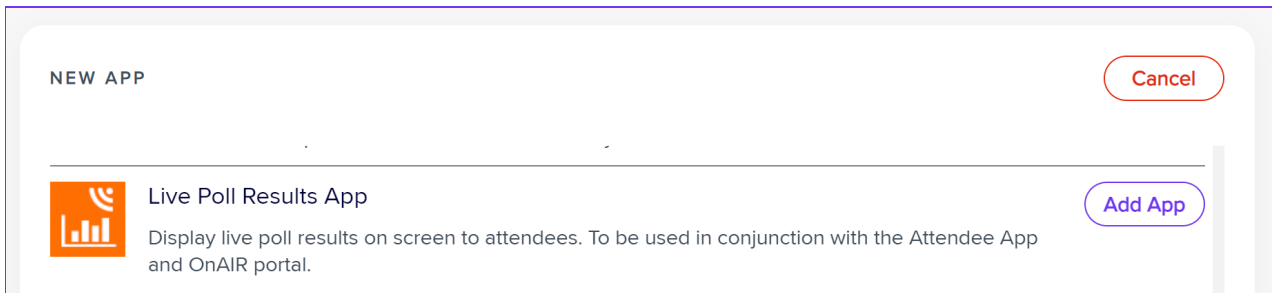 NEW APP
Cancel
Live Poll Results App
Add App
Display live poll results on screen to attendees. To be used in conjunction with the Attendee App
and OnAIR portal.